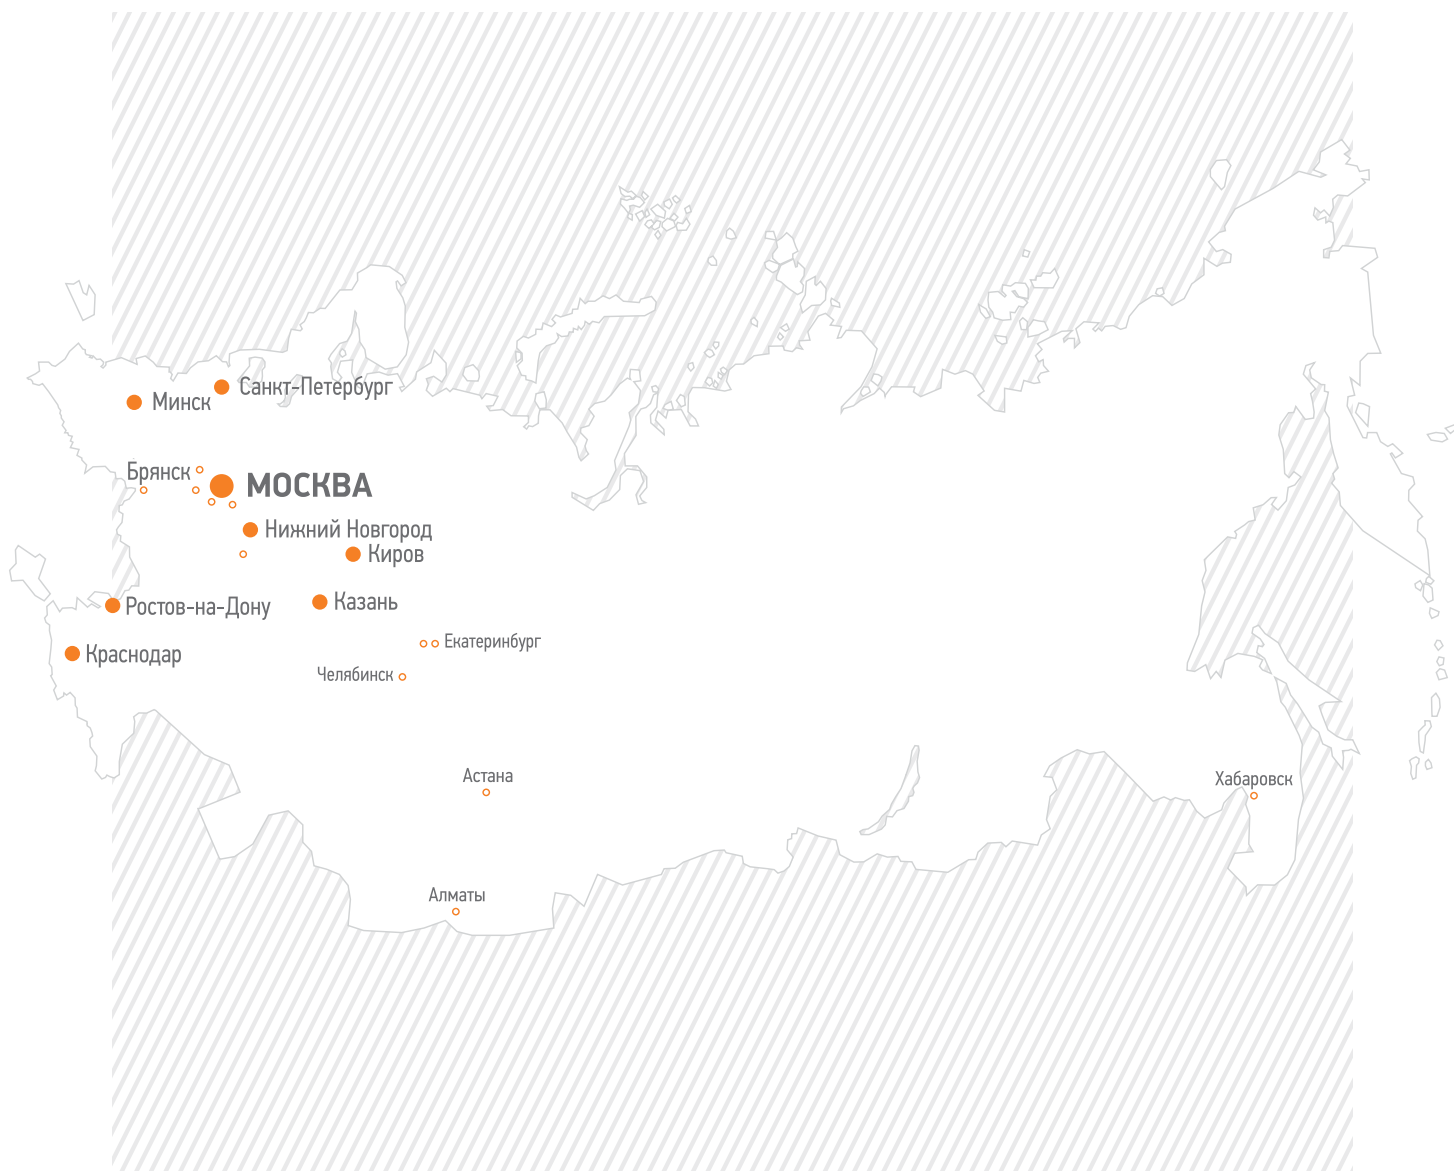 Санкт-Петербург
Минск
Брянск
МОСКВА
Нижний Новгород
Киров
Казань
Ростов-на-Дону
Екатеринбург
Краснодар
Челябинск
Астана
Хабаровск
Алматы